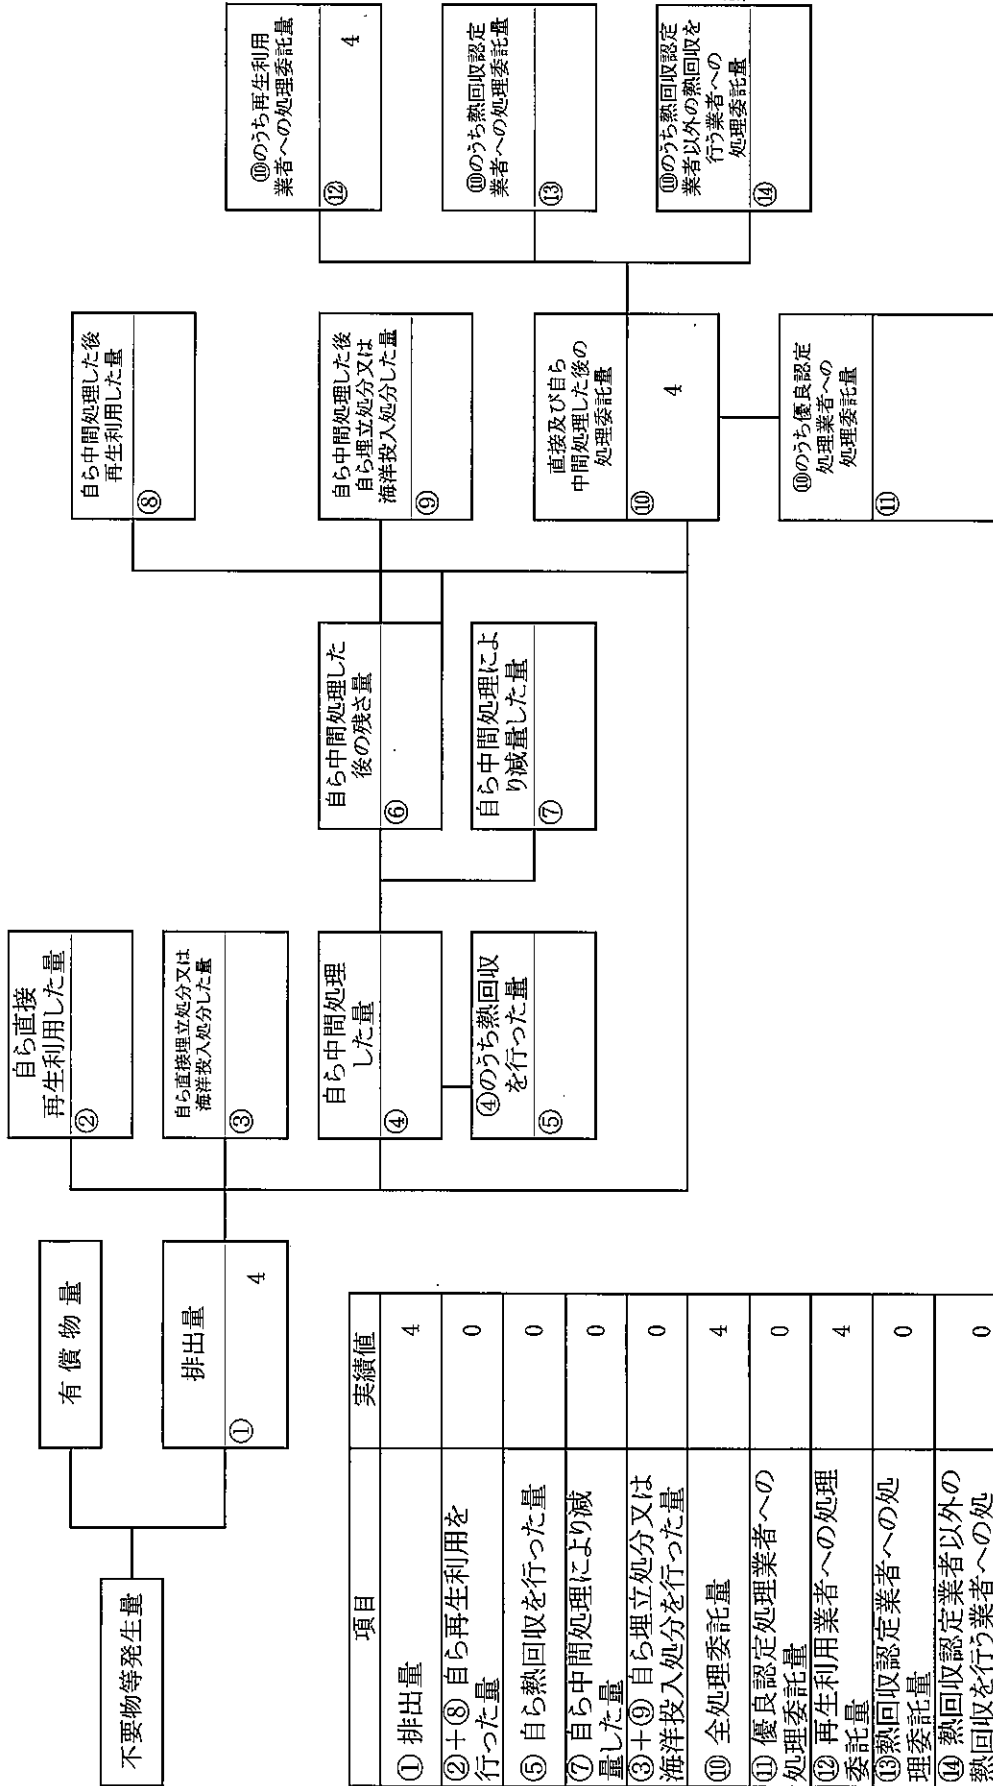 不要物等発生量
有償物量
排出量
①
4
自ら直接
再生利用した量
②
自ら直接埋立処分又は
海洋投入処分した量
③
自ら中間処理
した量
④
④のうち熱回収
を行った量
⑤
自ら中間処理した
後の残さ量
⑥
自ら中間処理によ
り減量した量
⑦
自ら中間処理した後
再生利用した量
⑧
自ら中間処理した後
自ら埋立処分又は
海洋投入処分した量
⑨
直接及び自ら
中間処理した後の
処理委託量
⑩
4
⑩のうち優良認定
処理業者への
処理委託量
⑪
⑩のうち再生利用
業者への処理委託量
⑫
4
⑩のうち熱回収認定
業者への処理委託量
⑬
⑩のうち熱回収認定
業者以外の熱回収を
行う業者への
処理委託量
⑭
項目 実績値
① 排出量 4
②+⑧ 自ら再生利用を
行った量 0
⑤ 自ら熱回収を行った量 0
⑦ 自ら中間処理により減
量した量 0
③+⑨ 自ら埋立処分又は
海洋投入処分を行った量 0
⑩ 全処理委託量 4
⑪ 優良認定処理業者への
処理委託量 0
⑫ 再生利用業者への処理
委託量 4
⑬熱回収認定業者への処
理委託量 0
⑭ 熱回収認定業者以外の
熱回収を行う業者への処 0